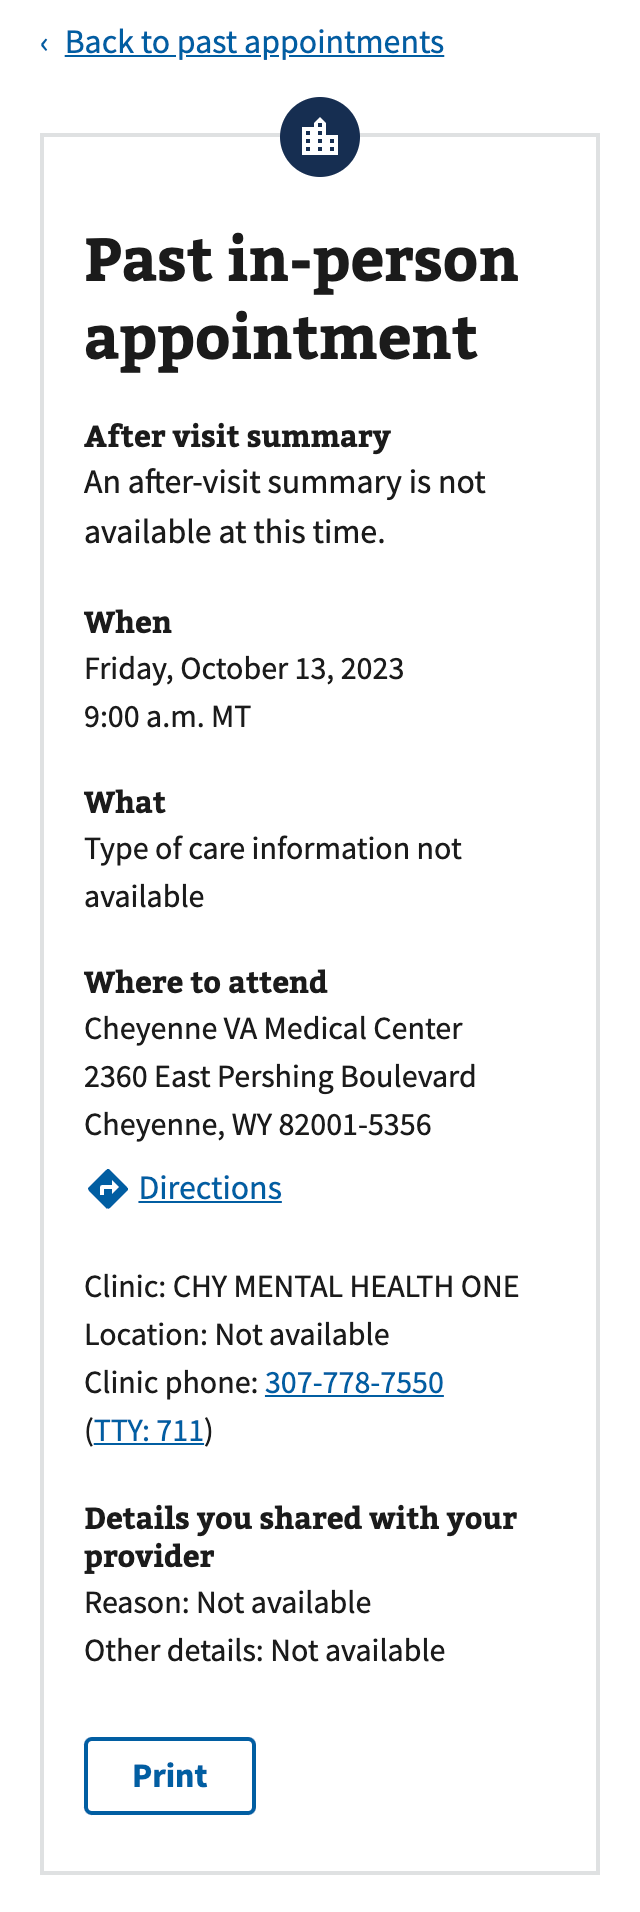 ‹ Back to past appointments
Past in-person
appointment
After visit summary
An after-visit summary is not
available at this time.
When
Friday, October 13, 2023
9:00 a.m. MT
What
Type of care information not
available
Where to attend
Cheyenne VA Medical Center
2360 East Pershing Boulevard
Cheyenne, WY 82001-5356
Directions
Clinic: CHY MENTAL HEALTH ONE
Location: Not available
Clinic phone: 307-778-7550
(TTY: 711)
Details you shared with your
provider
Reason: Not available
Other details: Not available
Print